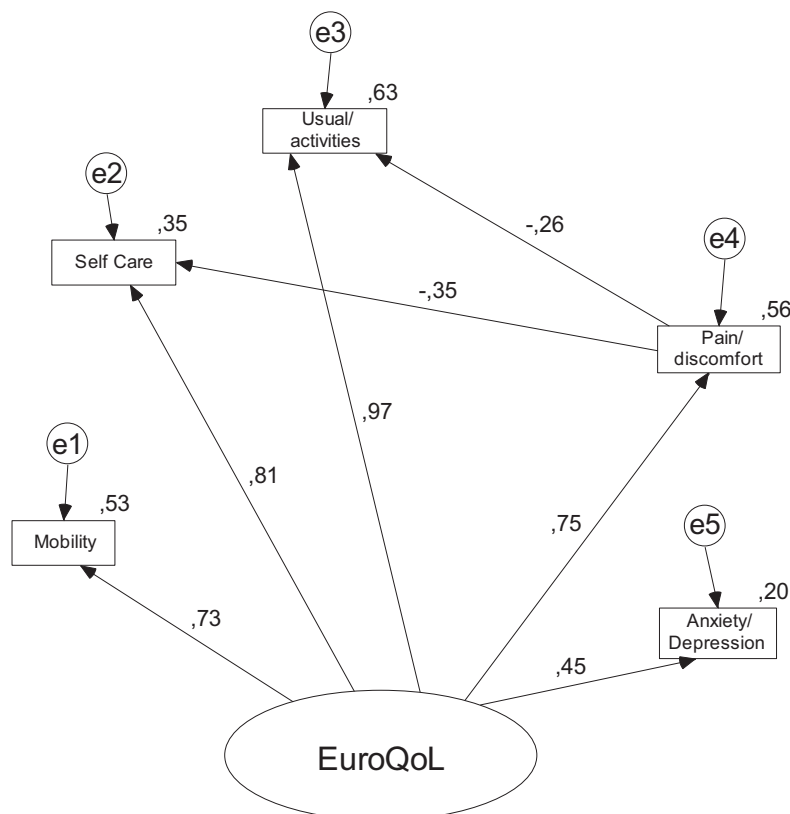 e3
,63
Usual/
activities
e2
,35
Self Care
-,26
e4
-,35
,56
Pain/
discomfort
,97
e1
,81
,53
Mobility
,75
e5
,20
Anxiety/
Depression
,73
,45
EuroQoL